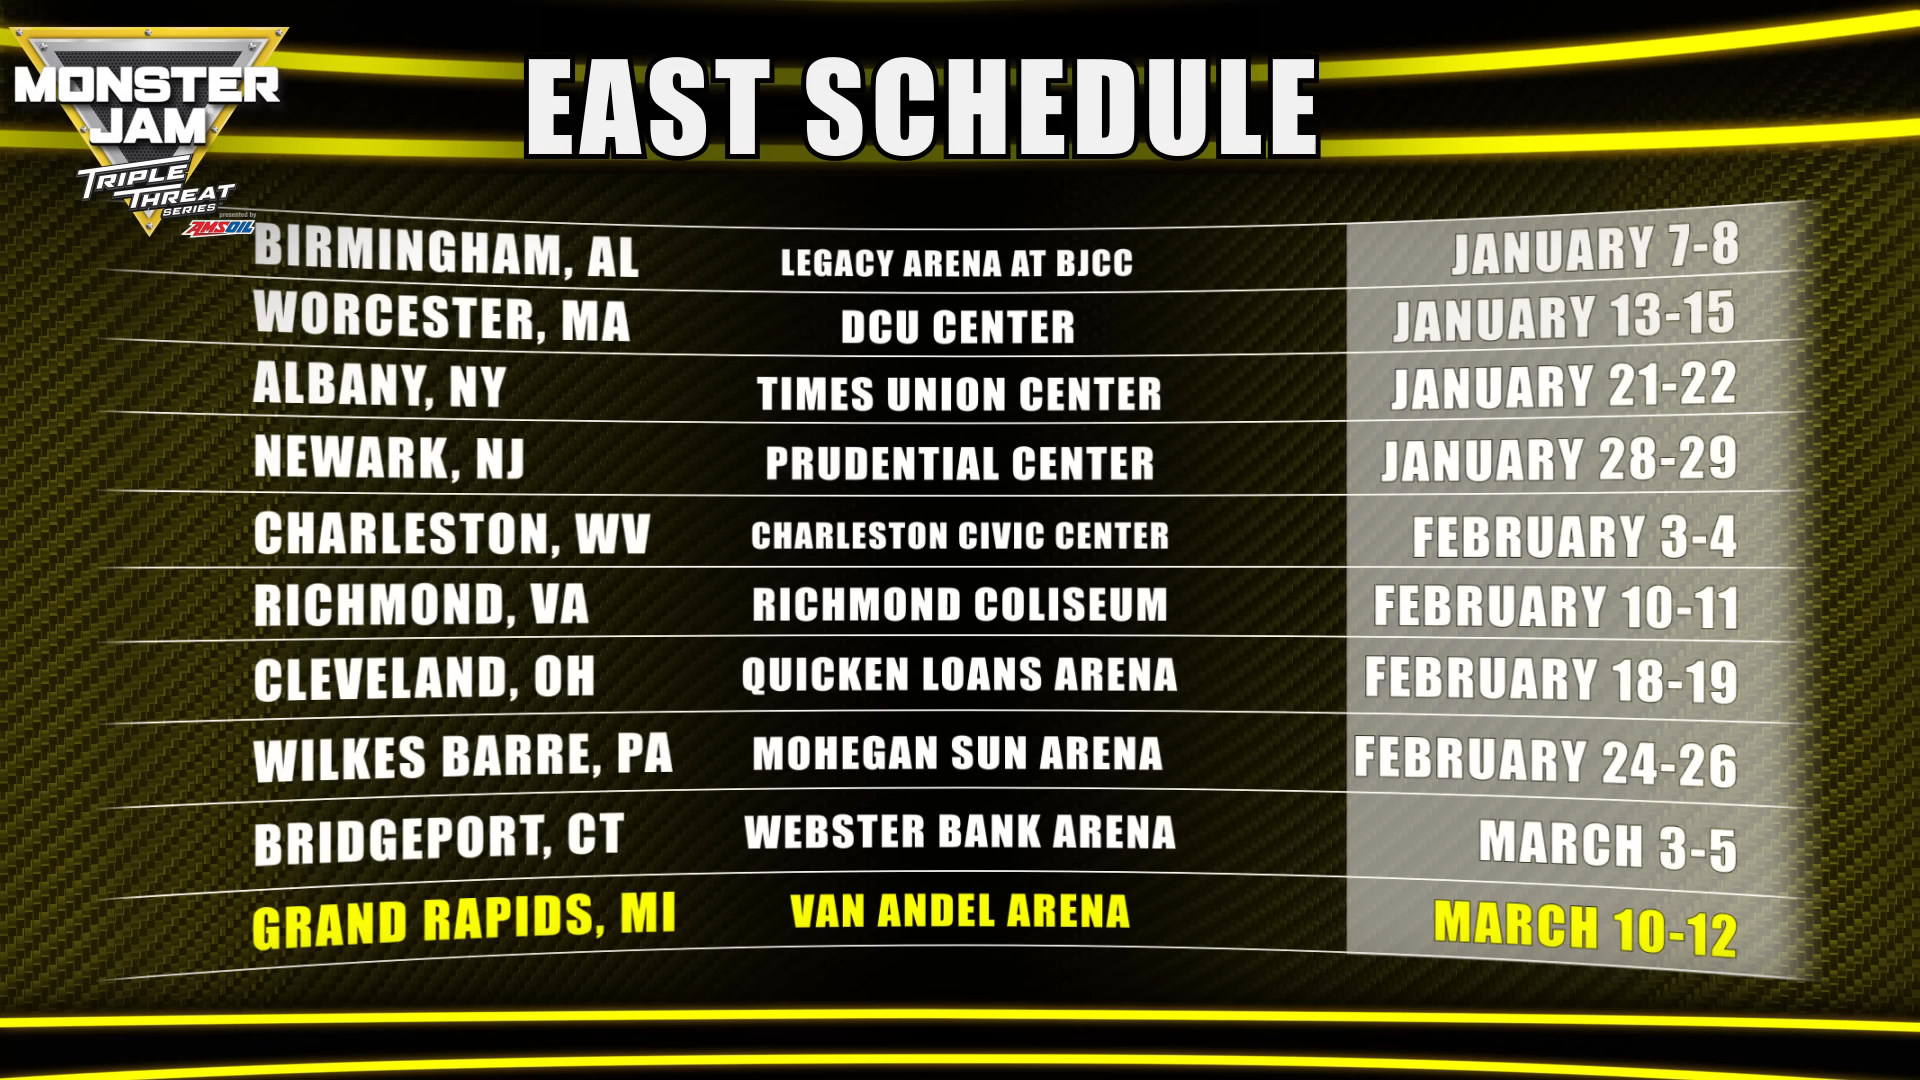 MONSTER
JAM
TRIPLE
THREAT
SERIES
presented by
AMSOIL
EAST SCHEDULE
BIRMINGHAM, AL LEGACY ARENA AT BJCC JANUARY 7-8
WORCESTER, MA DCU CENTER JANUARY 13-15
ALBANY, NY TIMES UNION CENTER JANUARY 21-22
NEWARK, NJ PRUDENTIAL CENTER JANUARY 28-29
CHARLESTON, WV CHARLESTON CIVIC CENTER FEBRUARY 3-4
RICHMOND, VA RICHMOND COLISEUM FEBRUARY 10-11
CLEVELAND, OH QUICKEN LOANS ARENA FEBRUARY 18-19
WILKES BARRE, PA MOHEGAN SUN ARENA FEBRUARY 24-26
BRIDGEPORT, CT WEBSTER BANK ARENA MARCH 3-5
GRAND RAPIDS, MI VAN ANDEL ARENA MARCH 10-12